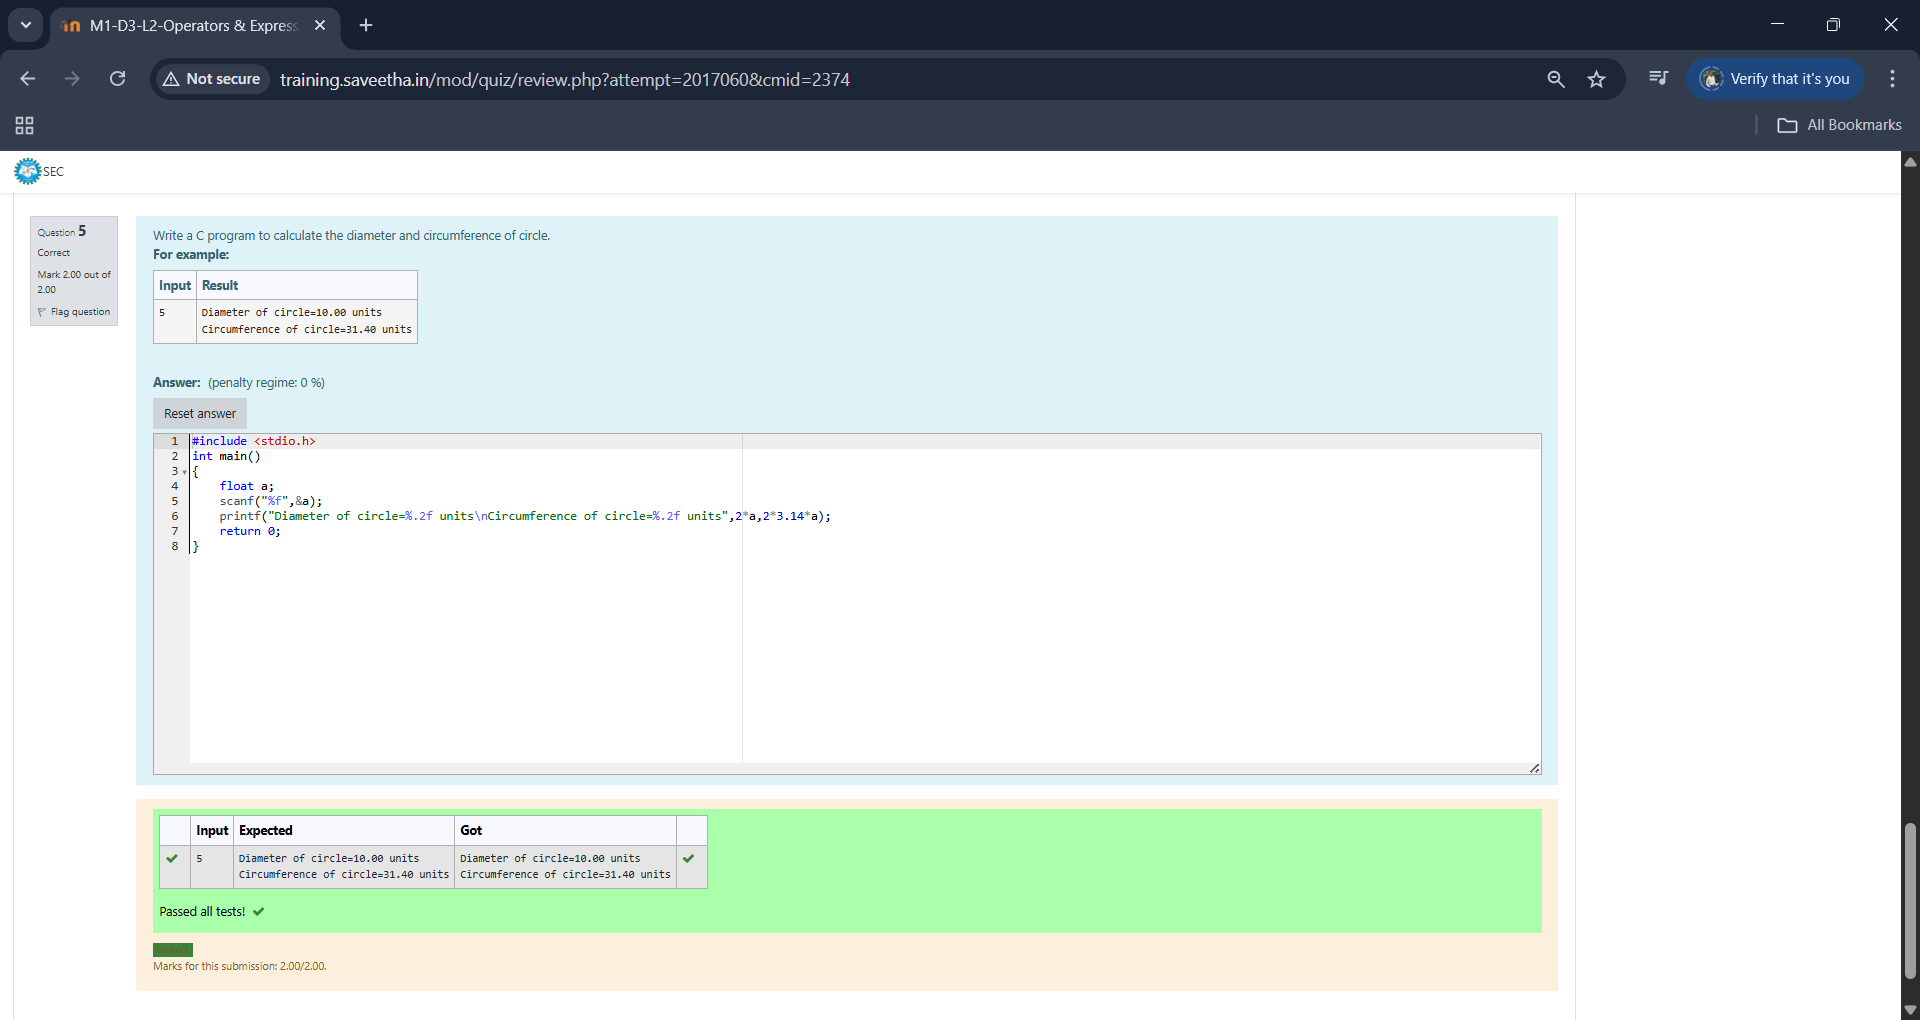 M1-D3-L2-Operators & Express
Not secure
training.saveetha.in/mod/quiz/review.php?attempt=2017060&cmid=2374
Verify that it's you
All Bookmarks
SEC
Question 5
Correct
Mark 2.00 out of
2.00
Flag question
Write a C program to calculate the diameter and circumference of circle.
For example:
Input Result
5 Diameter of circle=10.00 units
Circumference of circle=31.40 units
Answer: (penalty regime: 0 %)
Reset answer
1 #include <stdio.h>
2 int main()
3 {
4 float a;
5 scanf("%f",&a);
6 printf("Diameter of circle=%.2f units\nCircumference of circle=%.2f units",2*a,2*3.14*a);
7 return 0;
8 }
Input Expected Got
5 Diameter of circle=10.00 units Diameter of circle=10.00 units
Circumference of circle=31.40 units Circumference of circle=31.40 units
Passed all tests!
Marks for this submission: 2.00/2.00.